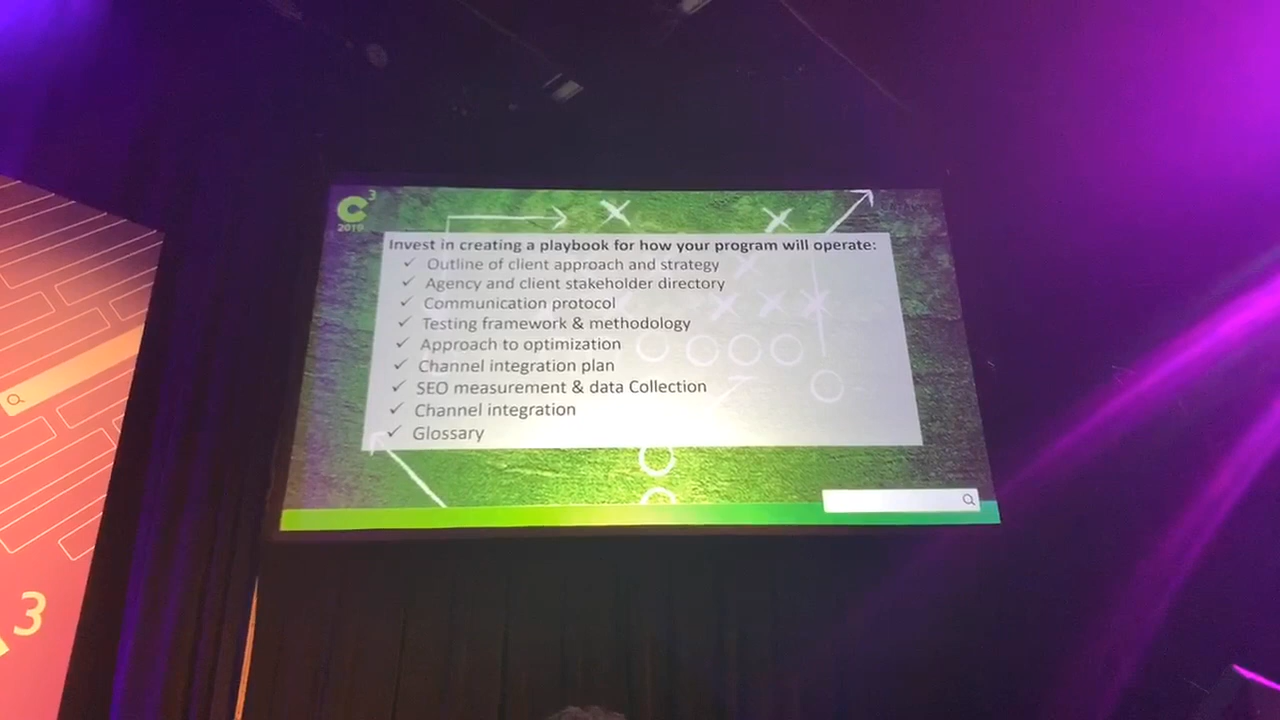 C3
2019
Invest in creating a playbook for how your program will operate:
✓ Outline of client approach and strategy
✓ Agency and client stakeholder directory
✓ Communication protocol
✓ Testing framework & methodology
✓ Approach to optimization
✓ Channel integration plan
✓ SEO measurement & data Collection
✓ Channel integration
✓ Glossary
3